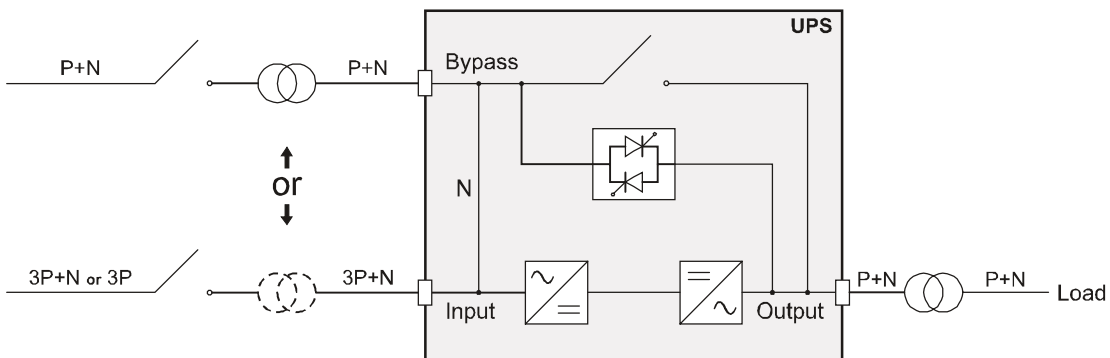 UPS
P+N
P+N
Bypass
or
N
3P+N or 3P
3P+N
Input
Output
P+N
P+N
Load